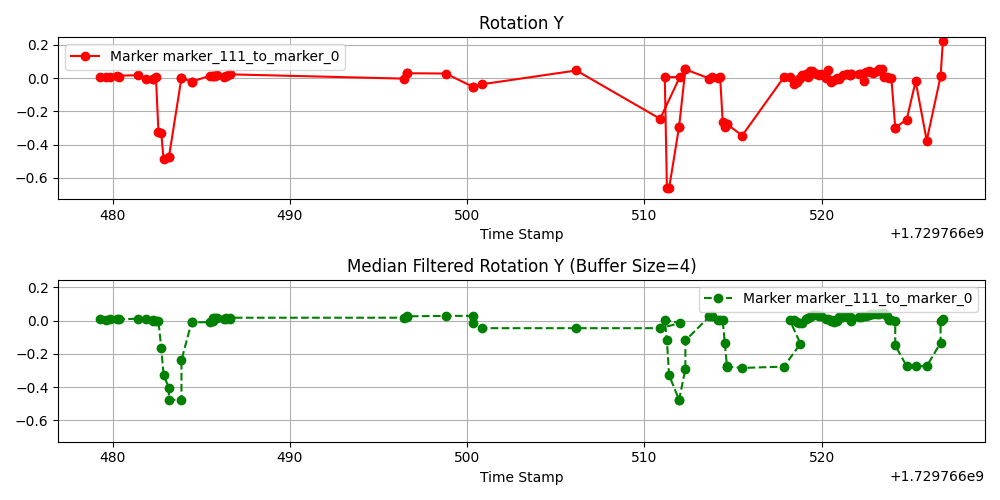 Rotation Y
Marker marker_111_to_marker_0
0.2
0.0
−0.2
−0.4
−0.6
480 490 500 510 520
Time Stamp
+1.729766e9
Median Filtered Rotation Y (Buffer Size=4)
Marker marker_111_to_marker_0
0.2
0.0
−0.2
−0.4
−0.6
480 490 500 510 520
Time Stamp
+1.729766e9